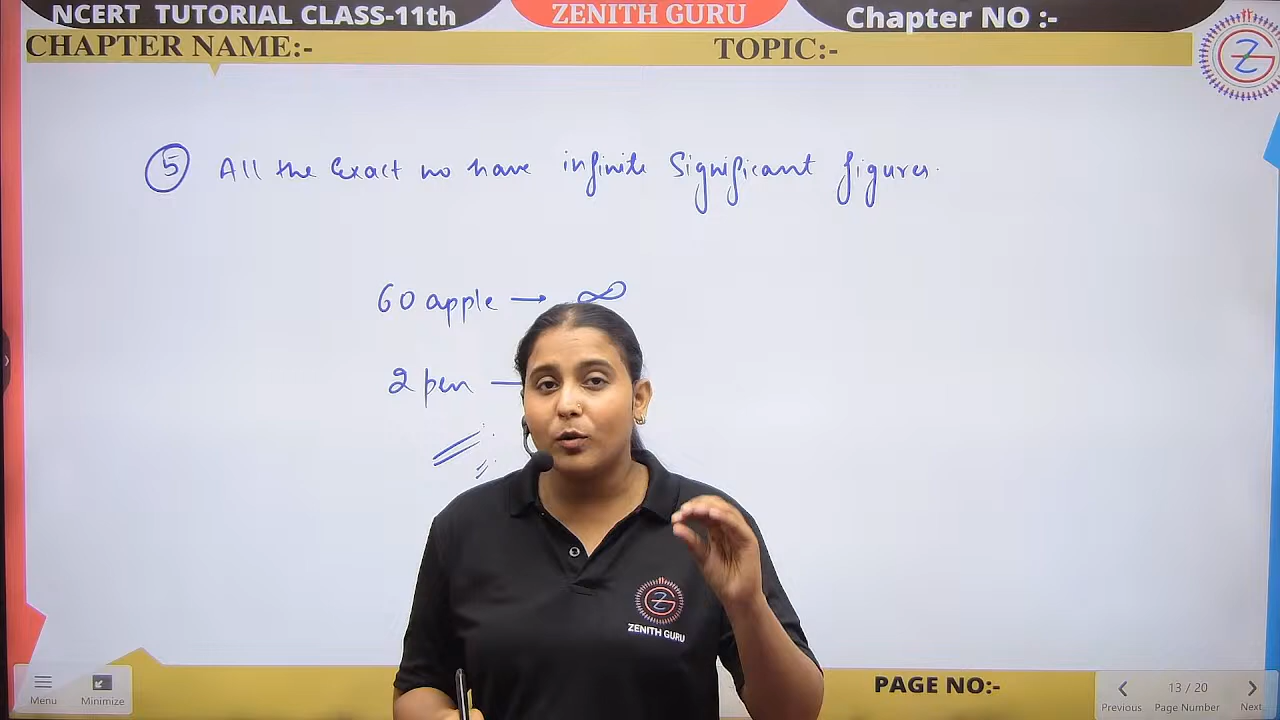 NCERT TUTORIAL CLASS-11th
ZENITH GURU
Chapter NO :-
CHAPTER NAME:-
TOPIC:-
5 All the Exact no have infinite Significant figures.
60 apple → ∞
2 pen —
ZENITH GURU
PAGE NO:-
Menu
Minimize
Previous
13 / 20
Page Number
Next